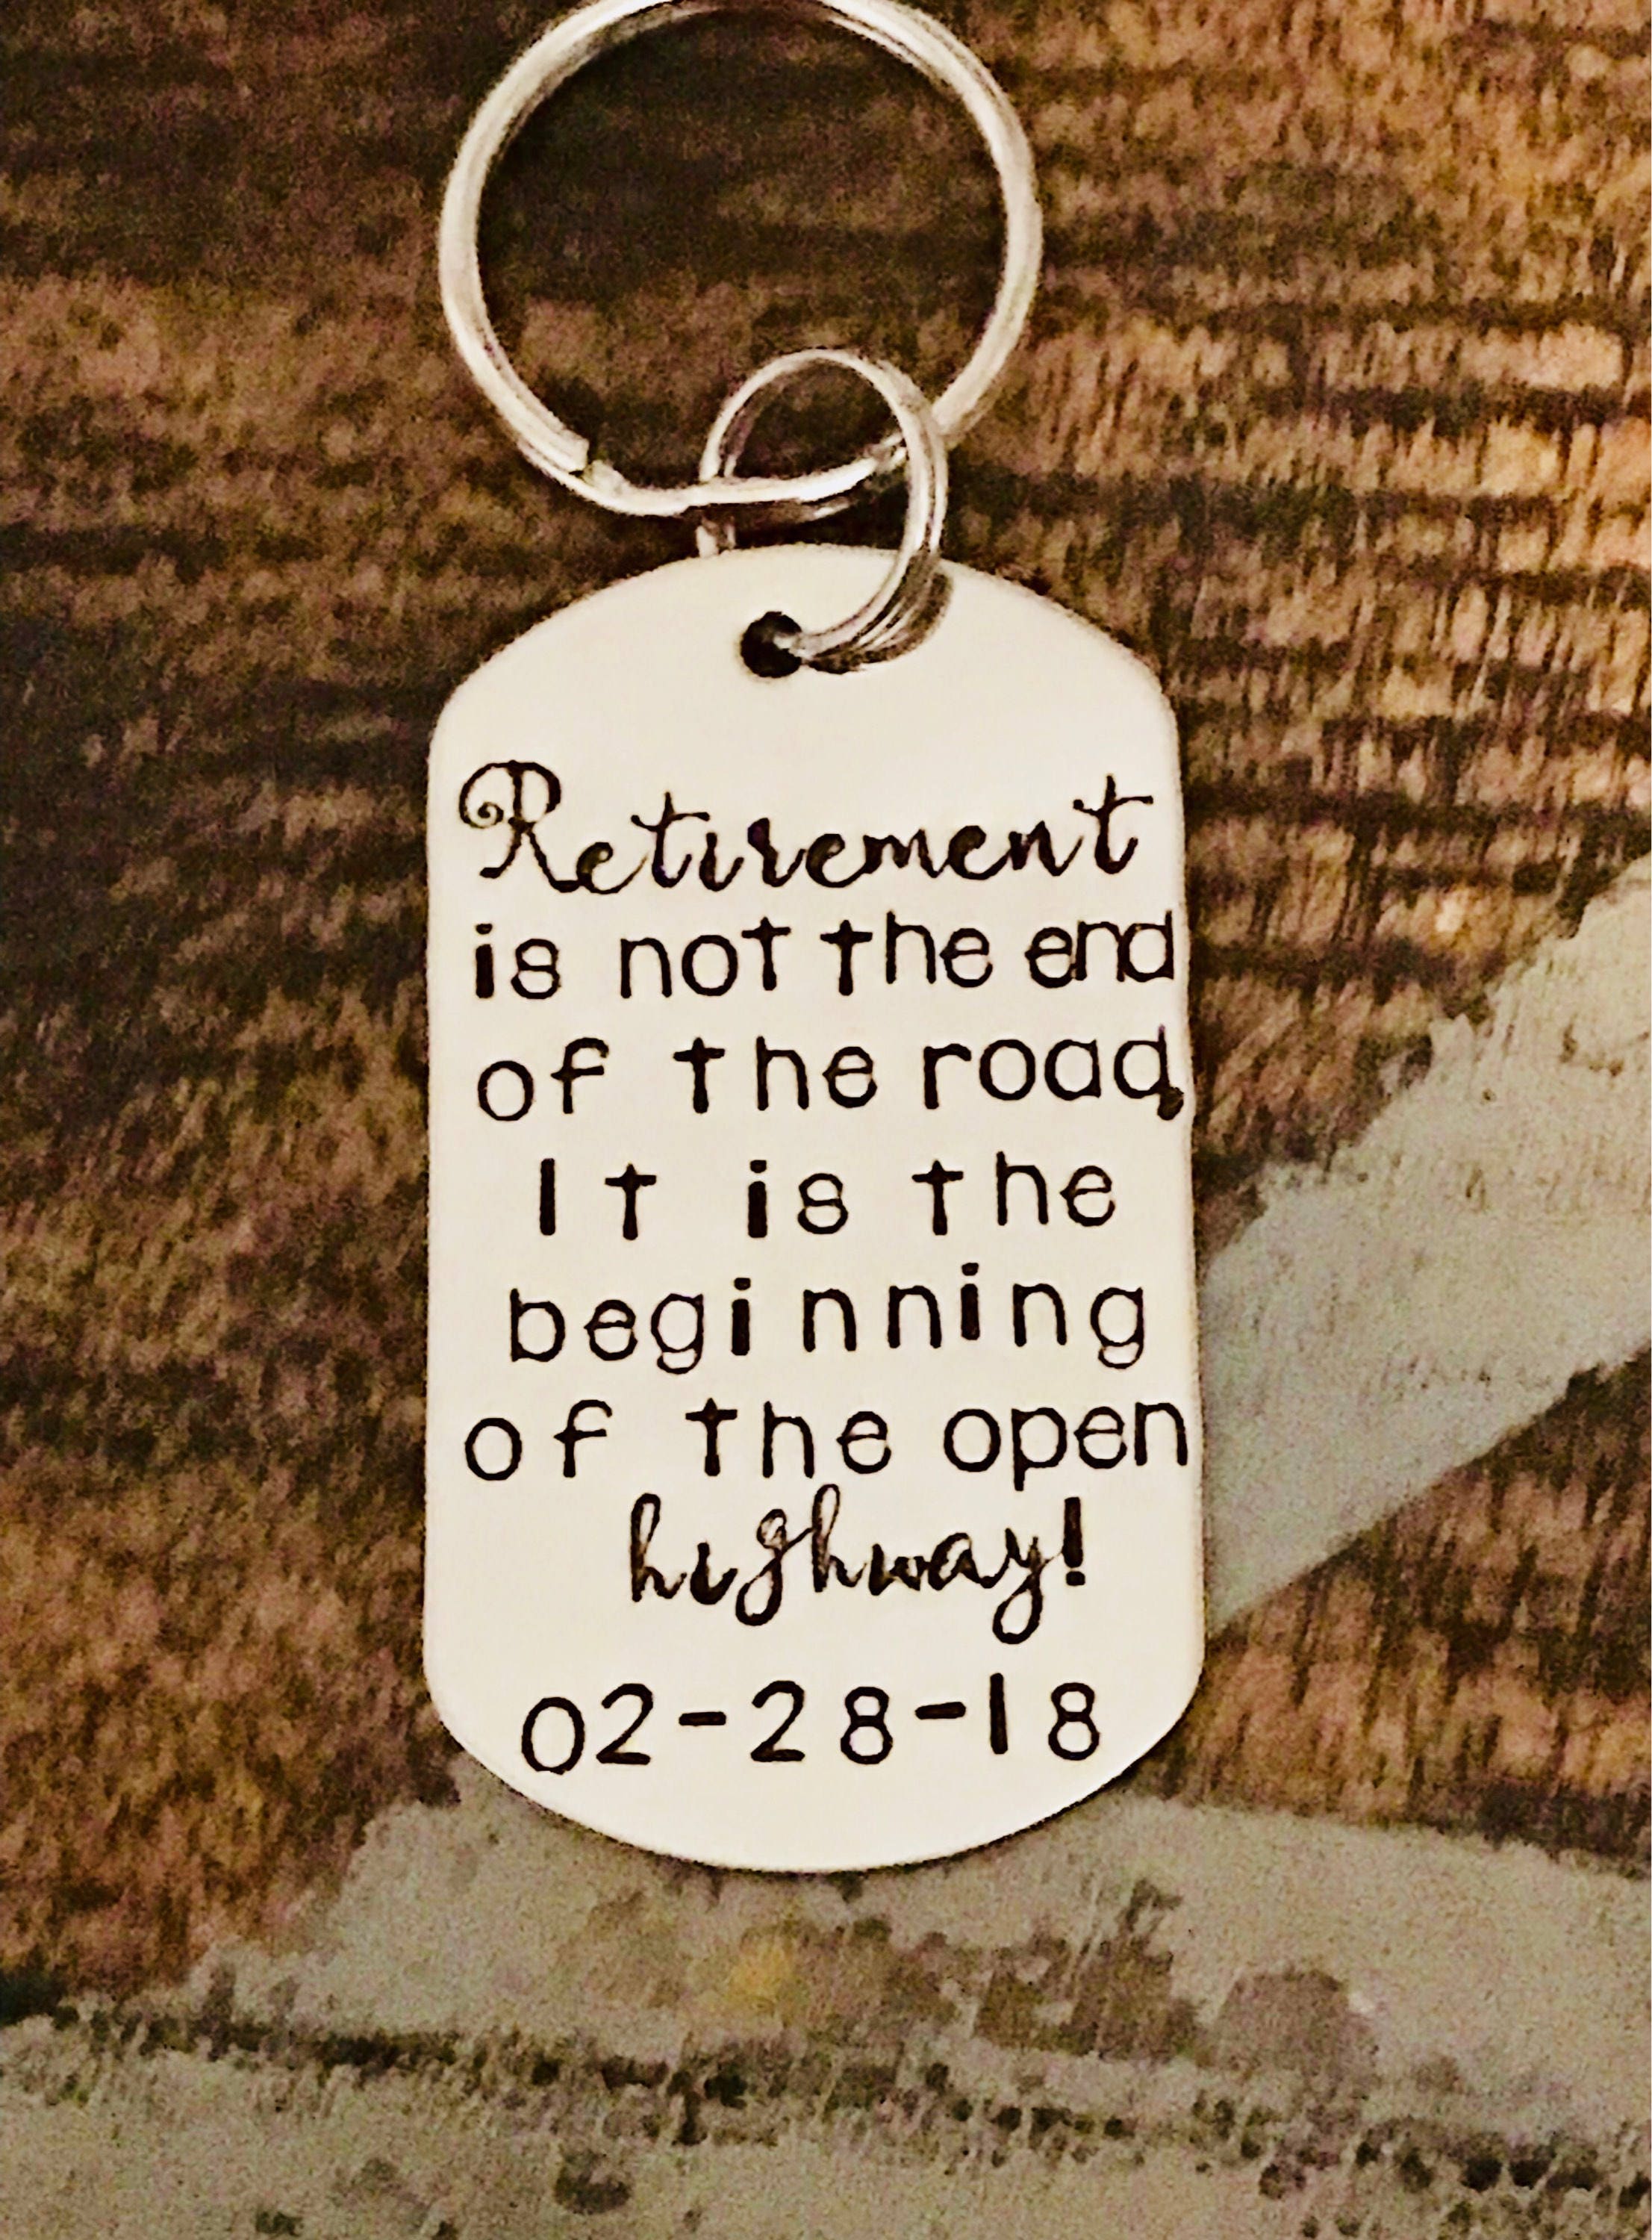 Retirement
is not the end
of the road.
It is the
beginning
of the open
highway!
02-28-18